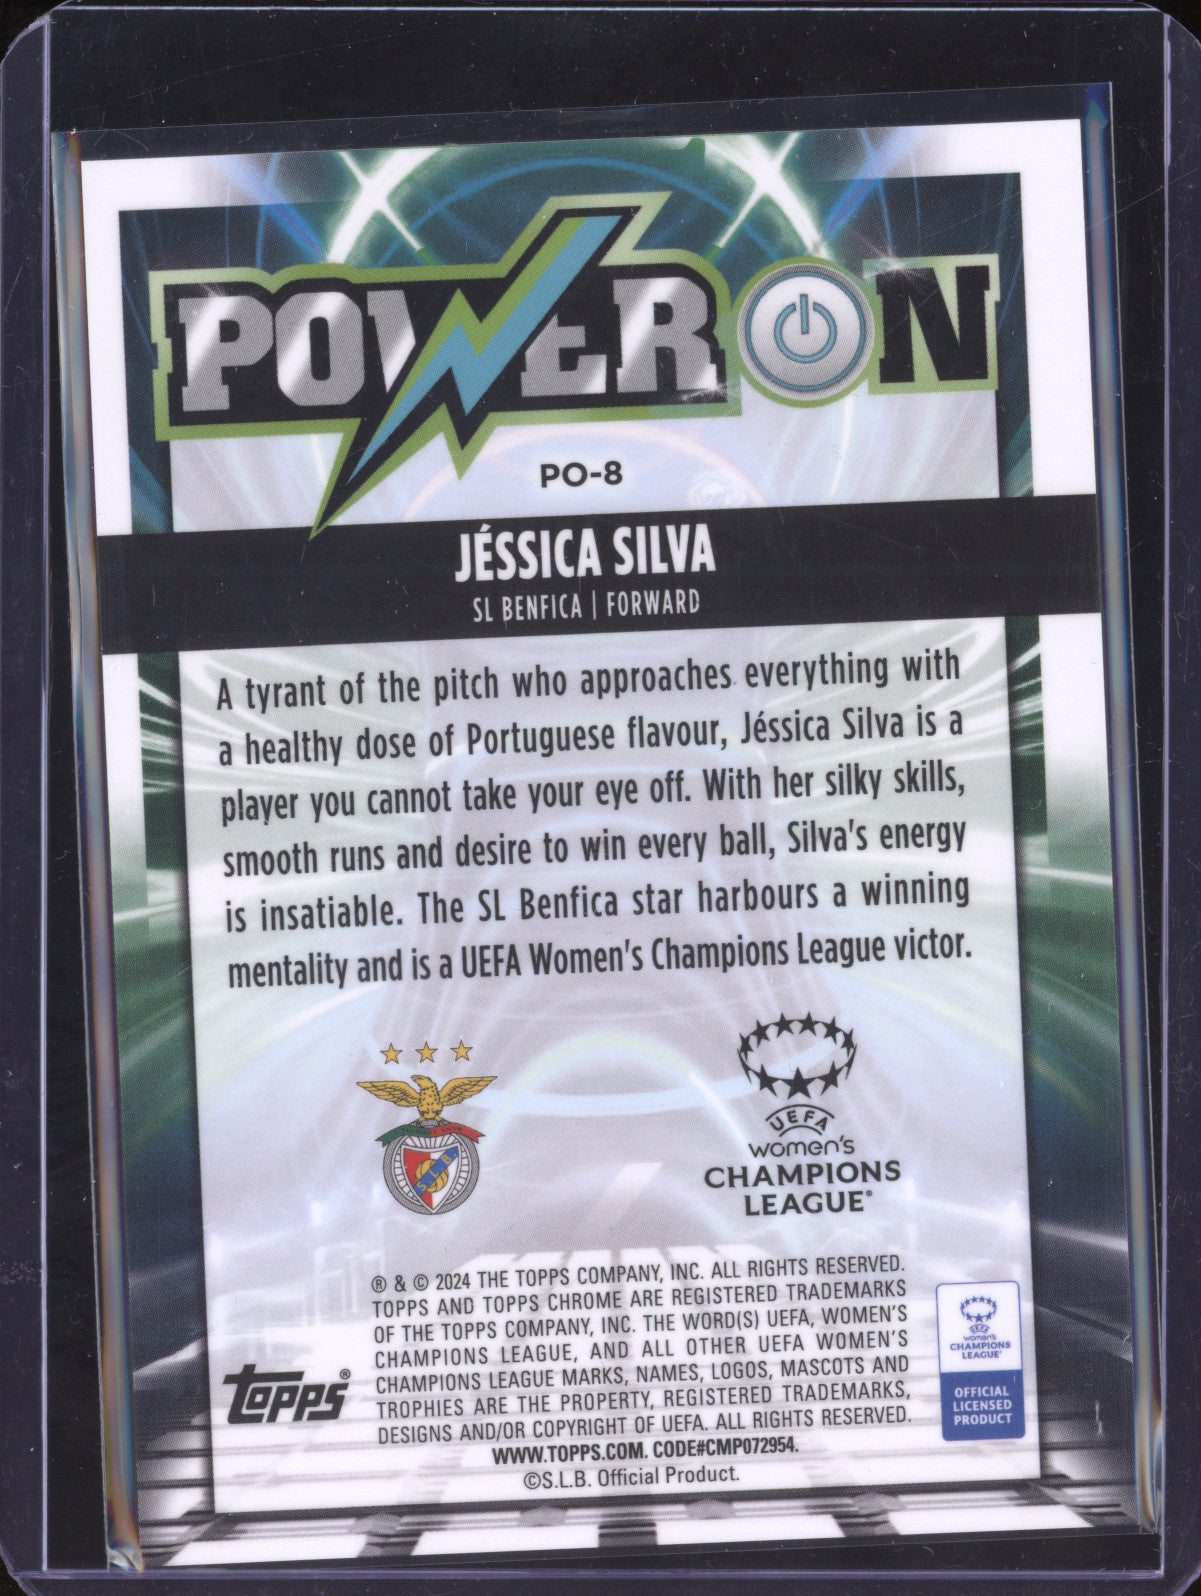 POWER ON
PO-8
JÉSSICA SILVA
SL BENFICA | FORWARD
A tyrant of the pitch who approaches everything with
a healthy dose of Portuguese flavour, Jéssica Silva is a
player you cannot take your eye off. With her silky skills,
smooth runs and desire to win every ball, Silva's energy
is insatiable. The SL Benfica star harbours a winning
mentality and is a UEFA Women's Champions League victor.
S.L.B.
UEFA
women's
CHAMPIONS
LEAGUE®
® & © 2024 THE TOPPS COMPANY, INC. ALL RIGHTS RESERVED.
TOPPS AND TOPPS CHROME ARE REGISTERED TRADEMARKS
OF THE TOPPS COMPANY, INC. THE WORD(S) UEFA, WOMEN'S
CHAMPIONS LEAGUE, AND ALL OTHER UEFA WOMEN'S
CHAMPIONS LEAGUE MARKS, NAMES, LOGOS, MASCOTS AND
TROPHIES ARE THE PROPERTY, REGISTERED TRADEMARKS,
DESIGNS AND/OR COPYRIGHT OF UEFA. ALL RIGHTS RESERVED.
WWW.TOPPS.COM. CODE#CMP072954.
©S.L.B. Official Product.
topps®
UEFA
women's
CHAMPIONS
LEAGUE®
OFFICIAL
LICENSED
PRODUCT